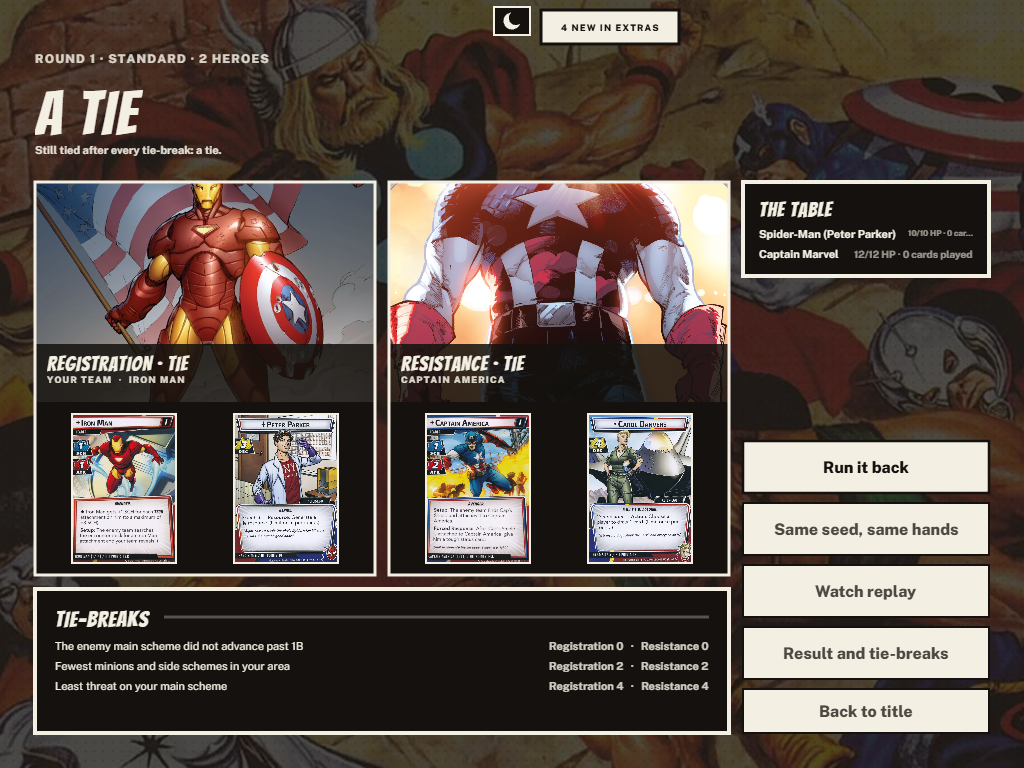 4 NEW IN EXTRAS
ROUND 1 · STANDARD · 2 HEROES
A TIE
Still tied after every tie-break: a tie.
REGISTRATION · TIE
YOUR TEAM · IRON MAN
RESISTANCE · TIE
CAPTAIN AMERICA
THE TABLE
Spider-Man (Peter Parker) 10/10 HP · 0 car...
Captain Marvel 12/12 HP · 0 cards played
IRON MAN
PETER PARKER
CAPTAIN AMERICA
CAROL DANVERS
Run it back
Same seed, same hands
Watch replay
Result and tie-breaks
Back to title
TIE-BREAKS
The enemy main scheme did not advance past 1B Registration 0 · Resistance 0
Fewest minions and side schemes in your area Registration 2 · Resistance 2
Least threat on your main scheme Registration 4 · Resistance 4